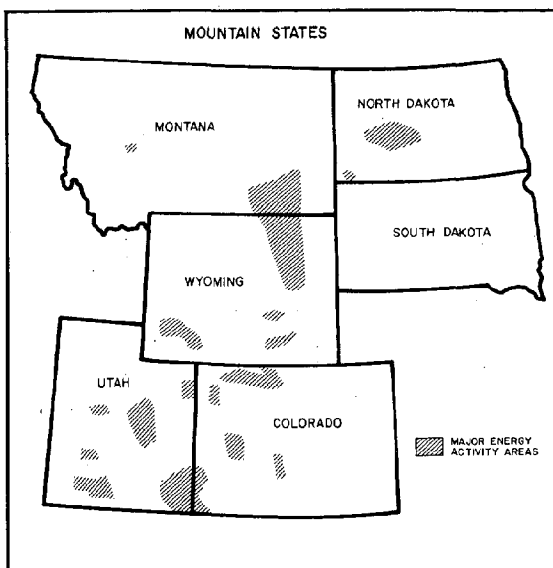 MOUNTAIN STATES
NORTH DAKOTA
MONTANA
SOUTH DAKOTA
WYOMING
UTAH
COLORADO
MAJOR ENERGY
ACTIVITY AREAS